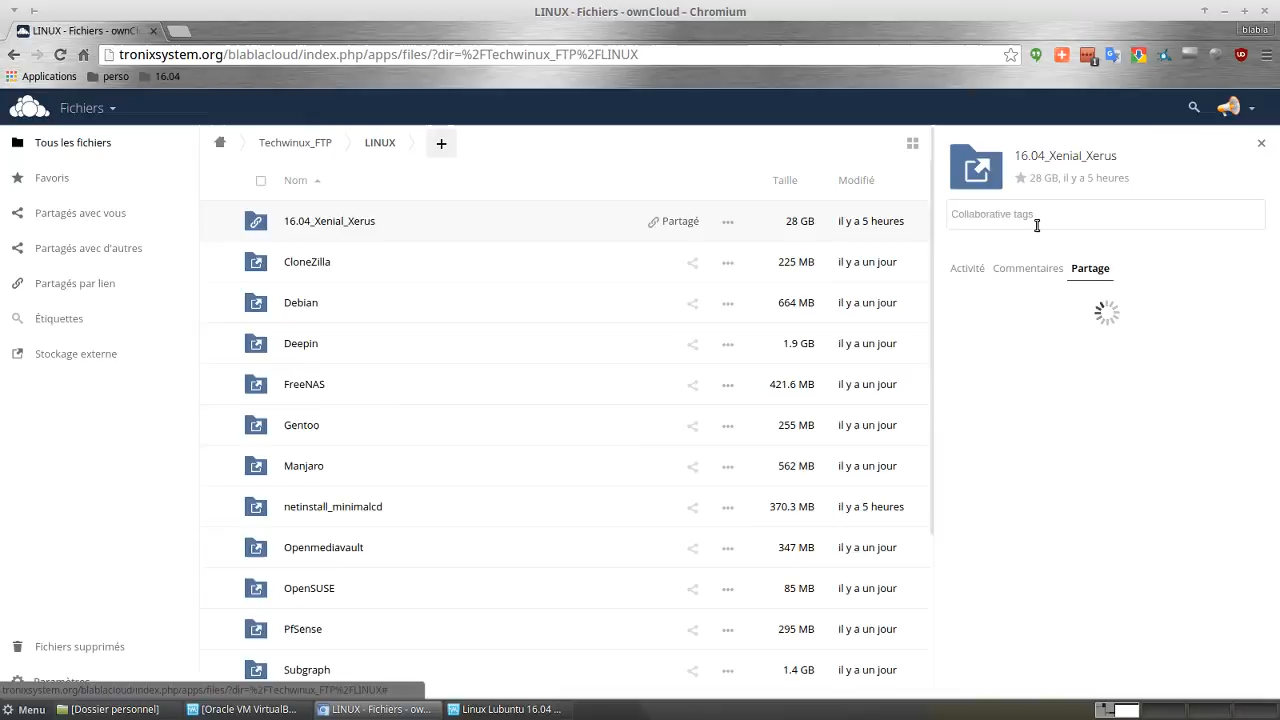 LINUX - Fichiers - ownCloud – Chromium
LINUX - Fichiers - ownCl
blabla
tronixsystem.org/blablacloud/index.php/apps/files/?dir=%2FTechwinux_FTP%2FLINUX
Applications perso 16.04
Fichiers
Tous les fichiers
Favoris
Partagés avec vous
Partagés avec d'autres
Partagés par lien
Étiquettes
Stockage externe
Fichiers supprimés
Techwinux_FTP LINUX +
Nom Taille Modifié
16.04_Xenial_Xerus Partagé 28 GB il y a 5 heures
CloneZilla 225 MB il y a un jour
Debian 664 MB il y a un jour
Deepin 1.9 GB il y a un jour
FreeNAS 421.6 MB il y a un jour
Gentoo 255 MB il y a un jour
Manjaro 562 MB il y a un jour
netinstall_minimalcd 370.3 MB il y a 5 heures
Openmediavault 347 MB il y a un jour
OpenSUSE 85 MB il y a un jour
PfSense 295 MB il y a un jour
Subgraph 1.4 GB il y a un jour
16.04_Xenial_Xerus
28 GB, il y a 5 heures
Collaborative tags
Activité Commentaires Partage
tronixsystem.org/blablacloud/index.php/apps/files/?dir=%2FTechwinux_FTP%2FLINUX#
Menu [Dossier personnel] [Oracle VM VirtualB... LINUX - Fichiers - ow... Linux Lubuntu 16.04 ...